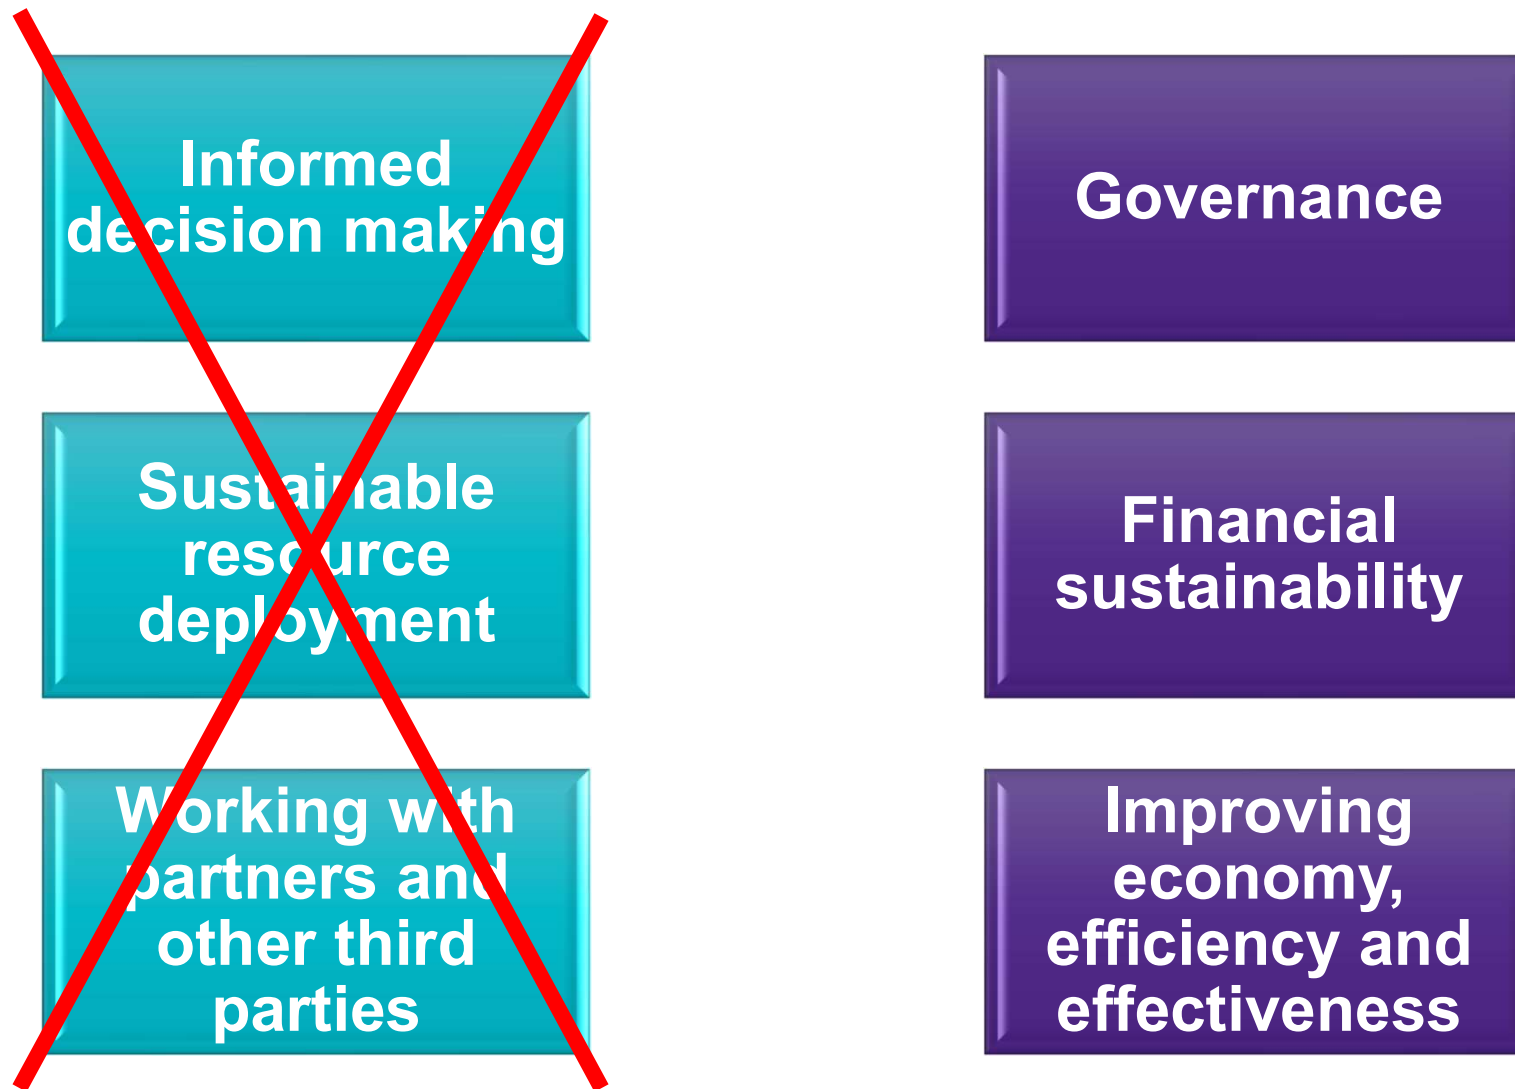 Informed
decision making
Sustainable
resource
deployment
Working with
partners and
other third
parties
Governance
Financial
sustainability
Improving
economy,
efficiency and
effectiveness